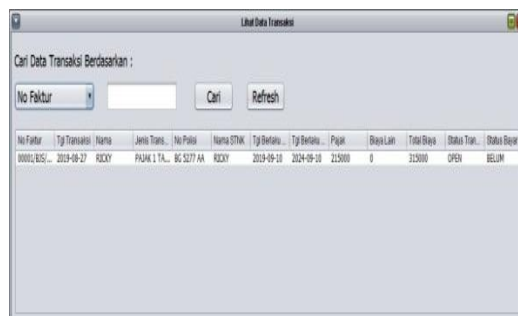 Lihat Data Transaksi
Cari Data Transaksi Berdasarkan :
No Faktur Cari Refresh
No Faktur Tgl Transaksi Nama Jenis Trans... No Polisi Nama STNK Tgl Berlaku ... Tgl Berlaku ... Pajak Biaya Lain Total Biaya Status Tran... Status Bayar
00001/BJS/... 2019-08-27 RICKY PAJAK 1 TA... BG 5277 AA RICKY 2019-09-10 2024-09-10 215000 0 315000 OPEN BELUM